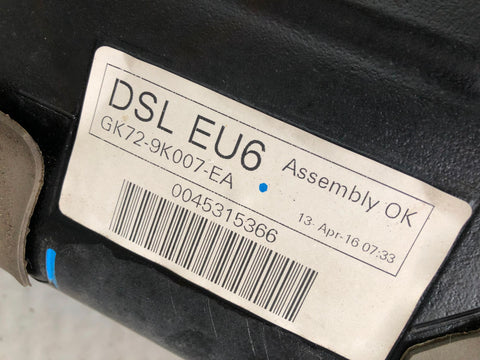 DSL EU6 Assembly OK
GK72-9K007-EA
13- Apr-16 07:33
0045315366